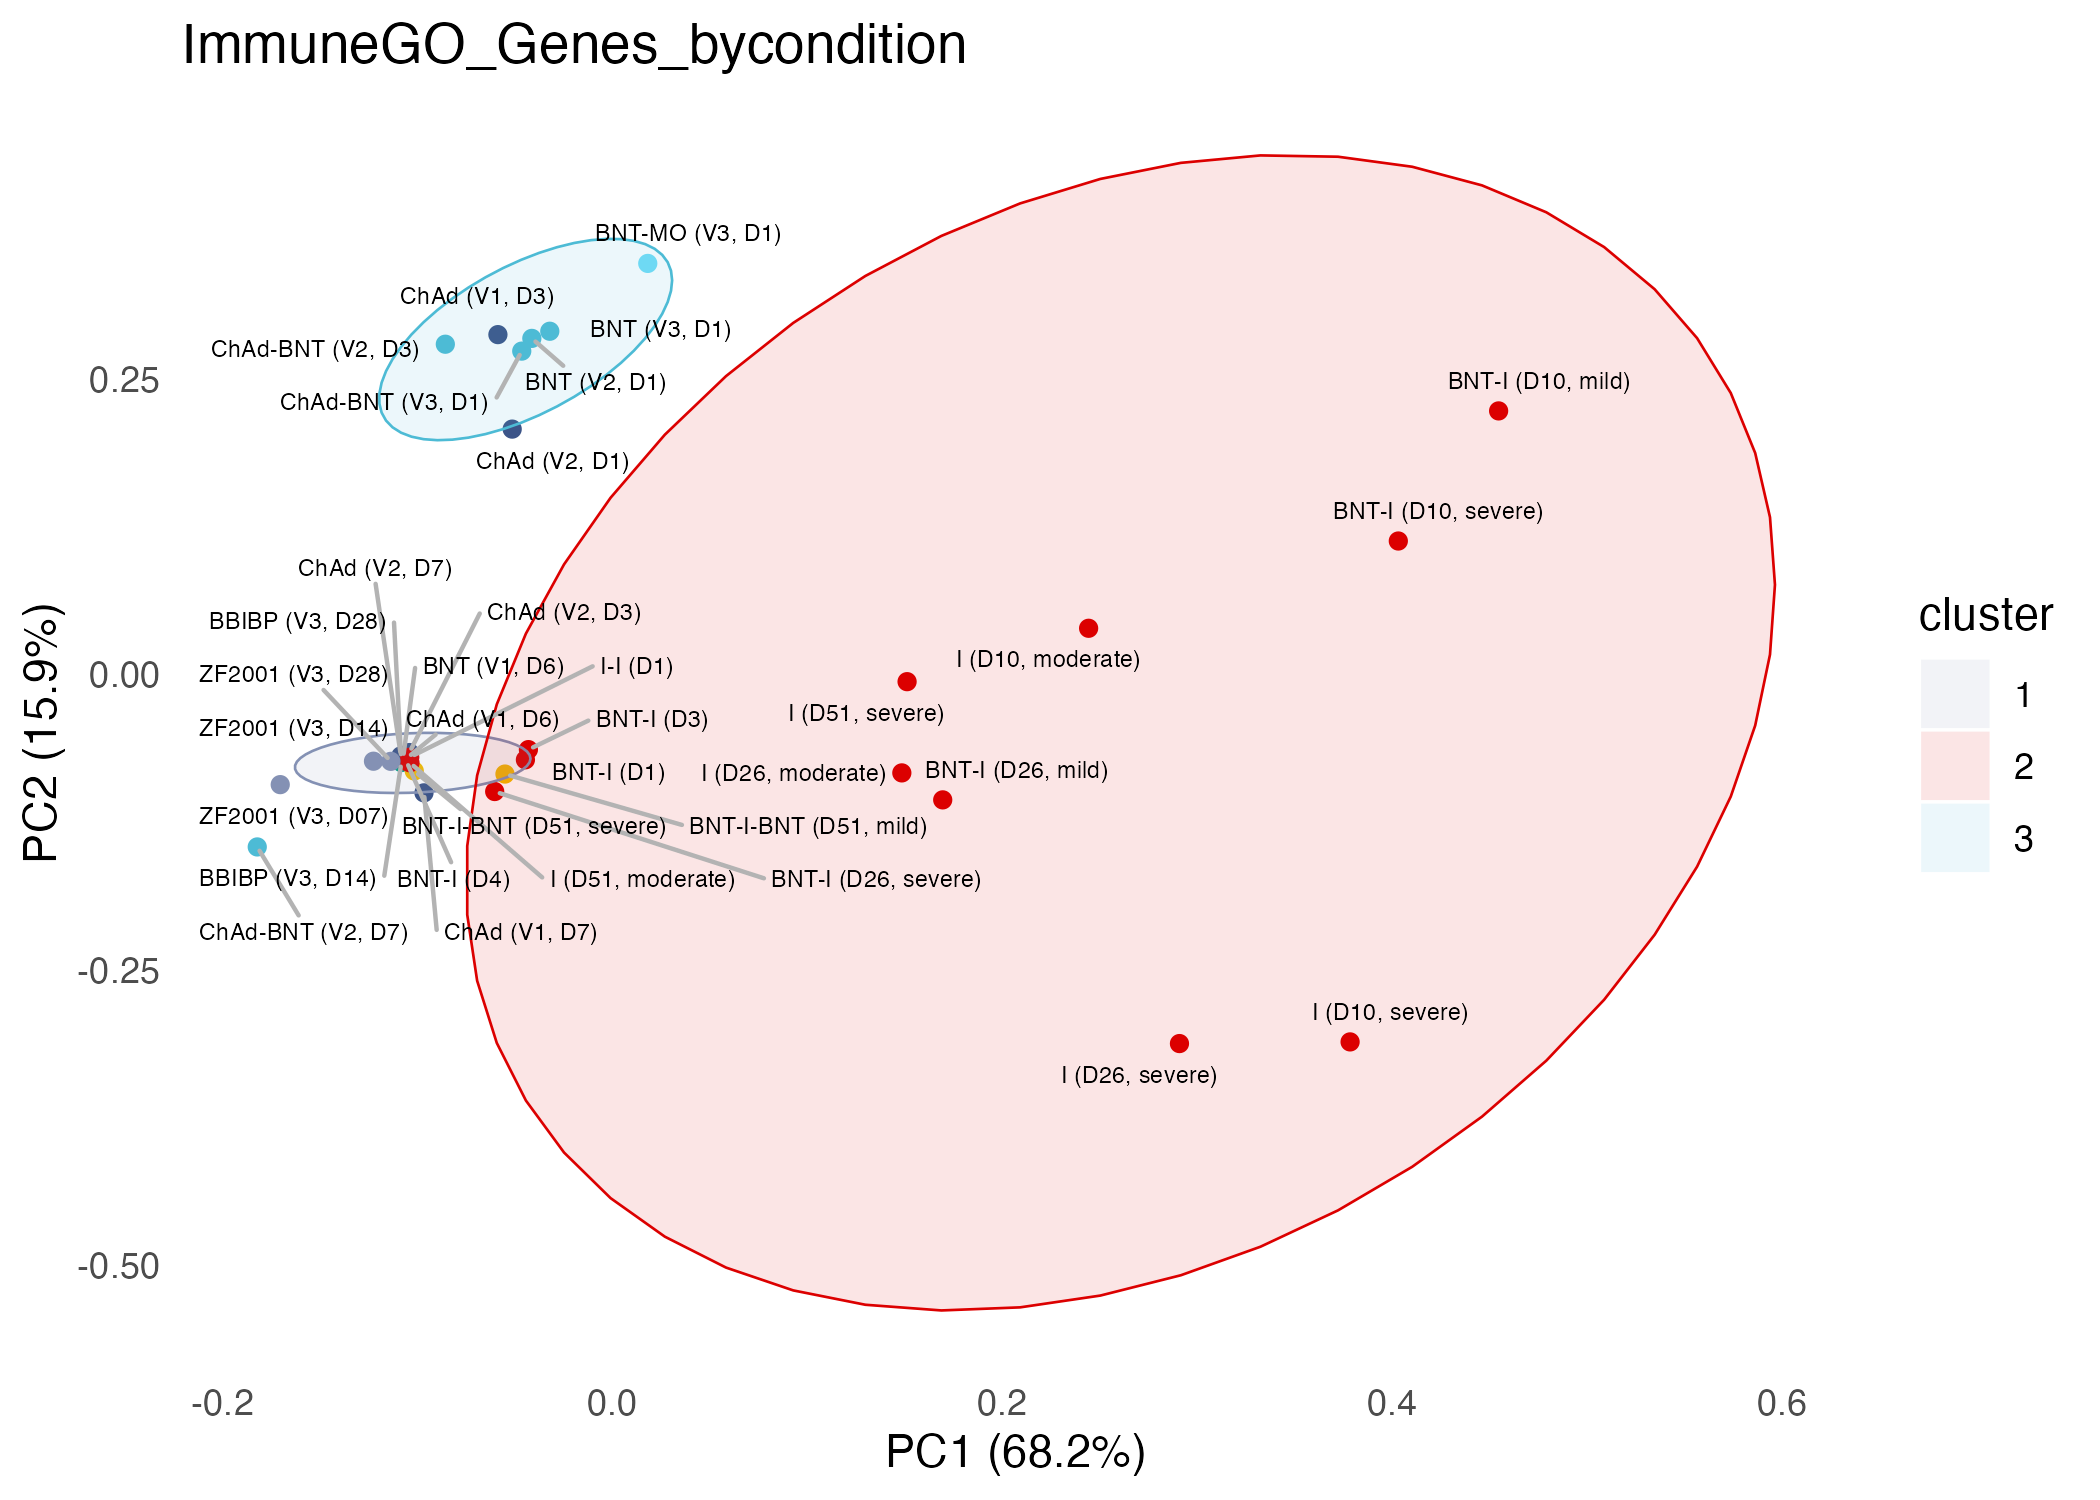 ImmuneGO_Genes_bycondition
BNT-MO (V3, D1)
ChAd (V1, D3)
BNT (V3, D1)
ChAd-BNT (V2, D3)
BNT (V2, D1)
ChAd-BNT (V3, D1)
ChAd (V2, D1)
BNT-I (D10, mild)
BNT-I (D10, severe)
ChAd (V2, D7)
BBIBP (V3, D28)
ChAd (V2, D3)
ZF2001 (V3, D28)
BNT (V1, D6)
I-I (D1)
I (D10, moderate)
ZF2001 (V3, D14)
ChAd (V1, D6)
BNT-I (D3)
I (D51, severe)
BNT-I (D1)
I (D26, moderate)
BNT-I (D26, mild)
ZF2001 (V3, D07)
BNT-I-BNT (D51, severe)
BNT-I-BNT (D51, mild)
BBIBP (V3, D14)
BNT-I (D4)
I (D51, moderate)
BNT-I (D26, severe)
ChAd-BNT (V2, D7)
ChAd (V1, D7)
I (D10, severe)
I (D26, severe)
0.25
0.00
-0.25
-0.50
PC2 (15.9%)
-0.2
0.0
0.2
0.4
0.6
PC1 (68.2%)
cluster
1
2
3